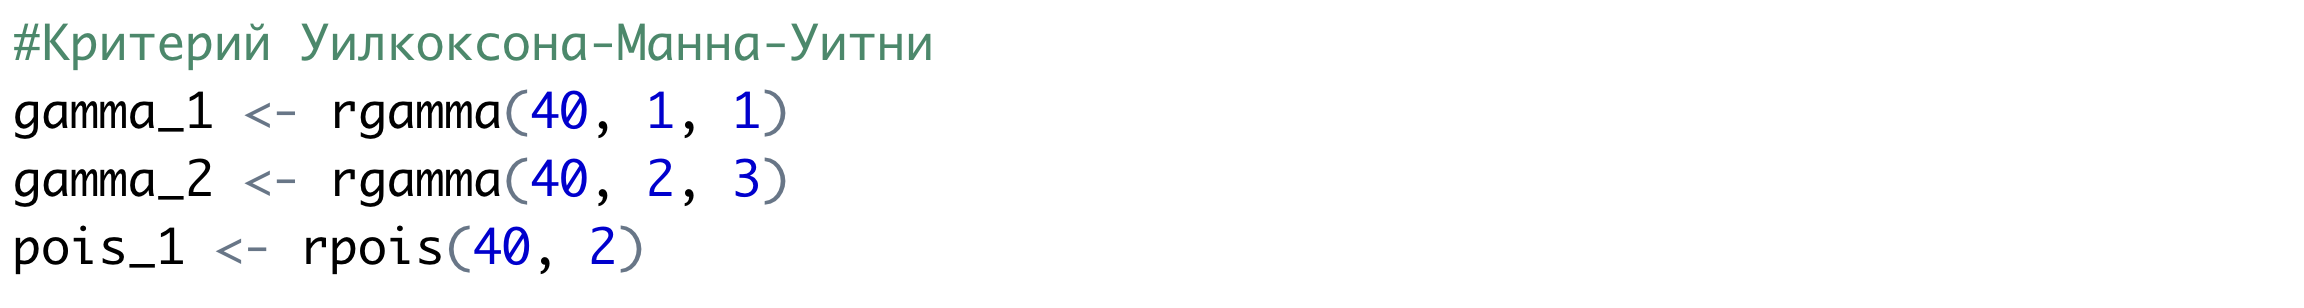 #Критерий Уилкоксона-Манна-Уитни
gamma_1 <- rgamma(40, 1, 1)
gamma_2 <- rgamma(40, 2, 3)
pois_1 <- rpois(40, 2)